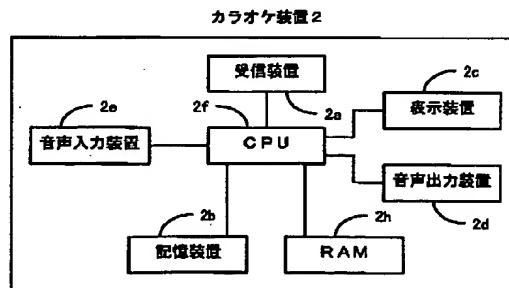 カラオケ装置2
受信装置
2a
2c
表示装置
2e
2f
音声入力装置
CPU
音声出力装置
2d
2b
記憶装置
2h
RAM